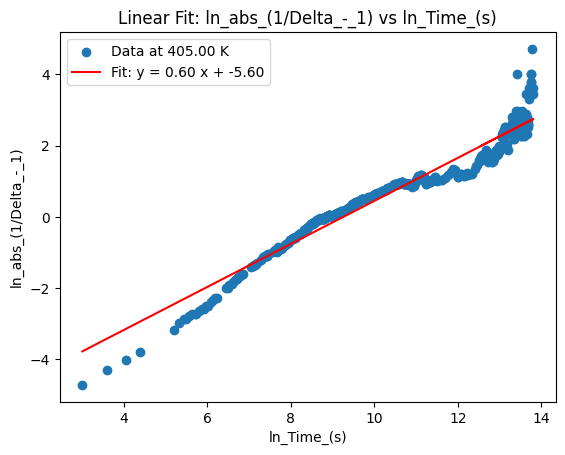 Linear Fit: ln_abs_(1/Delta_-_1) vs ln_Time_(s)
Data at 405.00 K
Fit: y = 0.60 x + -5.60
ln_abs_(1/Delta_-_1)
4
2
0
−2
−4
4
6
8
10
12
14
ln_Time_(s)